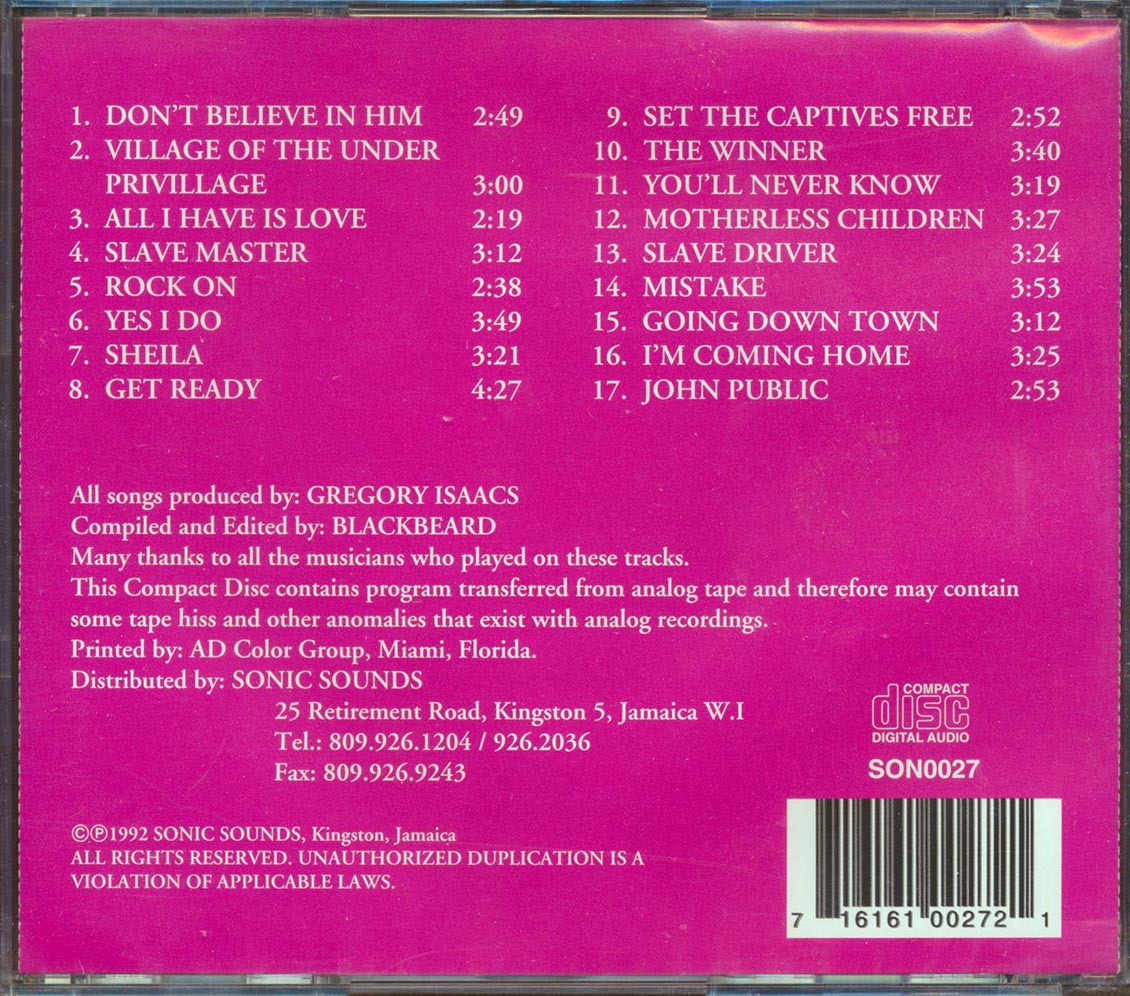 1. DON'T BELIEVE IN HIM 2:49
2. VILLAGE OF THE UNDER
PRIVILLAGE 3:00
3. ALL I HAVE IS LOVE 2:19
4. SLAVE MASTER 3:12
5. ROCK ON 2:38
6. YES I DO 3:49
7. SHEILA 3:21
8. GET READY 4:27
9. SET THE CAPTIVES FREE 2:52
10. THE WINNER 3:40
11. YOU'LL NEVER KNOW 3:19
12. MOTHERLESS CHILDREN 3:27
13. SLAVE DRIVER 3:24
14. MISTAKE 3:53
15. GOING DOWN TOWN 3:12
16. I'M COMING HOME 3:25
17. JOHN PUBLIC 2:53
All songs produced by: GREGORY ISAACS
Compiled and Edited by: BLACKBEARD
Many thanks to all the musicians who played on these tracks.
This Compact Disc contains program transferred from analog tape and therefore may contain
some tape hiss and other anomalies that exist with analog recordings.
Printed by: AD Color Group, Miami, Florida.
Distributed by: SONIC SOUNDS
25 Retirement Road, Kingston 5, Jamaica W.I
Tel.: 809.926.1204 / 926.2036
Fax: 809.926.9243
©℗1992 SONIC SOUNDS, Kingston, Jamaica
ALL RIGHTS RESERVED. UNAUTHORIZED DUPLICATION IS A
VIOLATION OF APPLICABLE LAWS.
COMPACT
disc
DIGITAL AUDIO
SON0027
7 16161 00272 1